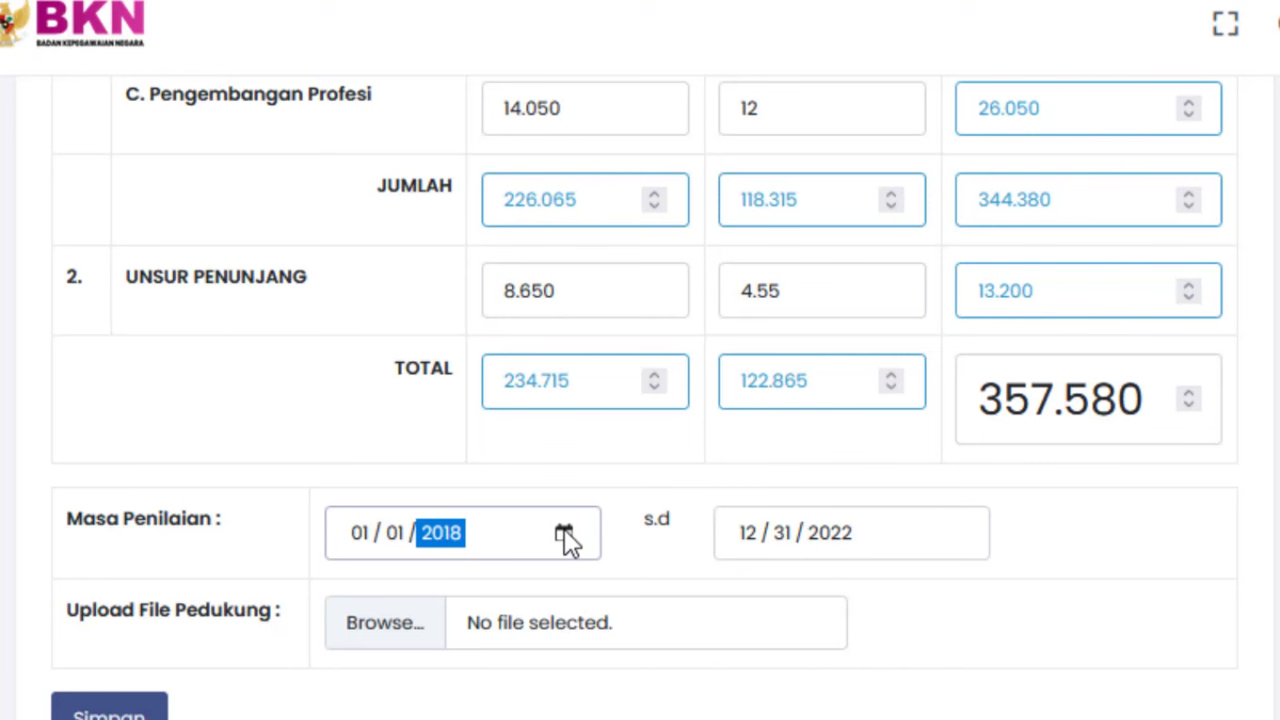 BKN
BADAN KEPEGAWAIAN NEGARA
C. Pengembangan Profesi 14.050 12 26.050
JUMLAH 226.065 118.315 344.380
2. UNSUR PENUNJANG 8.650 4.55 13.200
TOTAL 234.715 122.865 357.580
Masa Penilaian : 01 / 01 / 2018 s.d 12 / 31 / 2022
Upload File Pedukung : Browse... No file selected.
Simpan